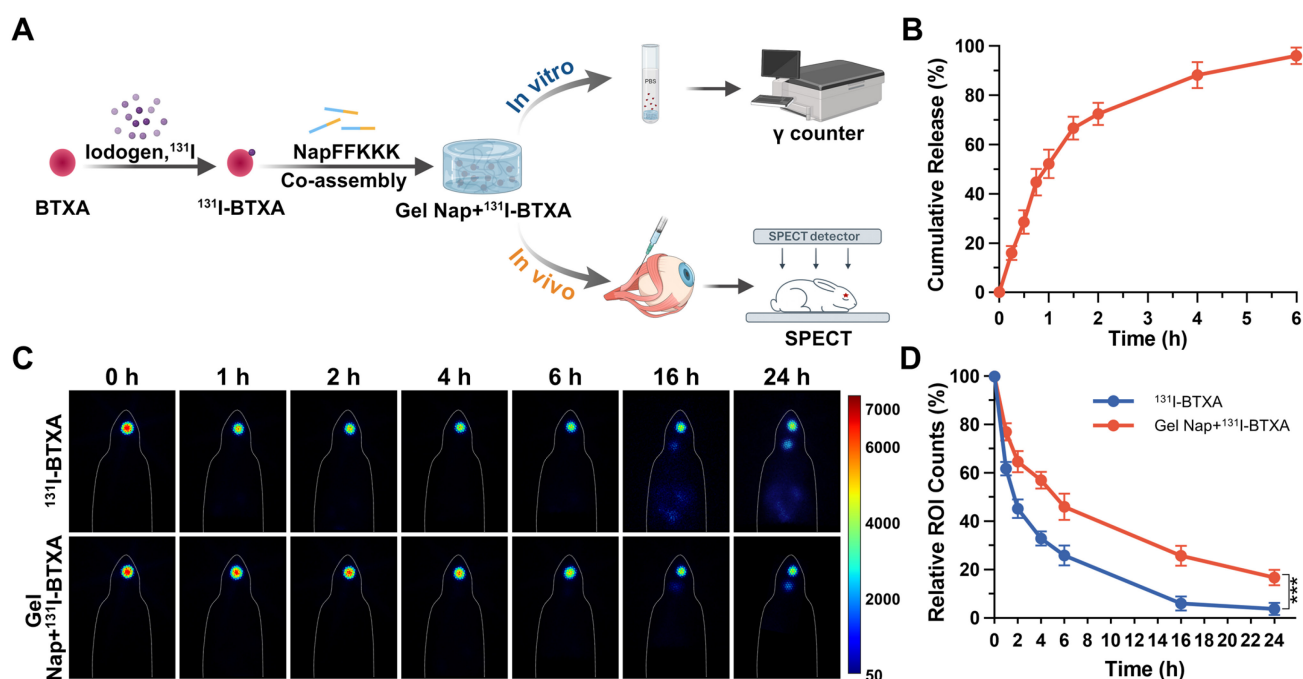 A
Iodogen,¹³¹I
BTXA
¹³¹I-BTXA
NapFFKKK
Co-assembly
Gel Nap+¹³¹I-BTXA
In vitro
PBS
γ counter
In vivo
SPECT detector
SPECT
B
Cumulative Release (%)
100
80
60
40
20
0
0 1 2 3 4 5 6
Time (h)
C
0 h 1 h 2 h 4 h 6 h 16 h 24 h
¹³¹I-BTXA
Gel
Nap+¹³¹I-BTXA
7000
6000
4000
2000
50
D
Relative ROI Counts (%)
100
80
60
40
20
0
¹³¹I-BTXA
Gel Nap+¹³¹I-BTXA
***
0 2 4 6 8 10 12 14 16 18 20 22 24
Time (h)